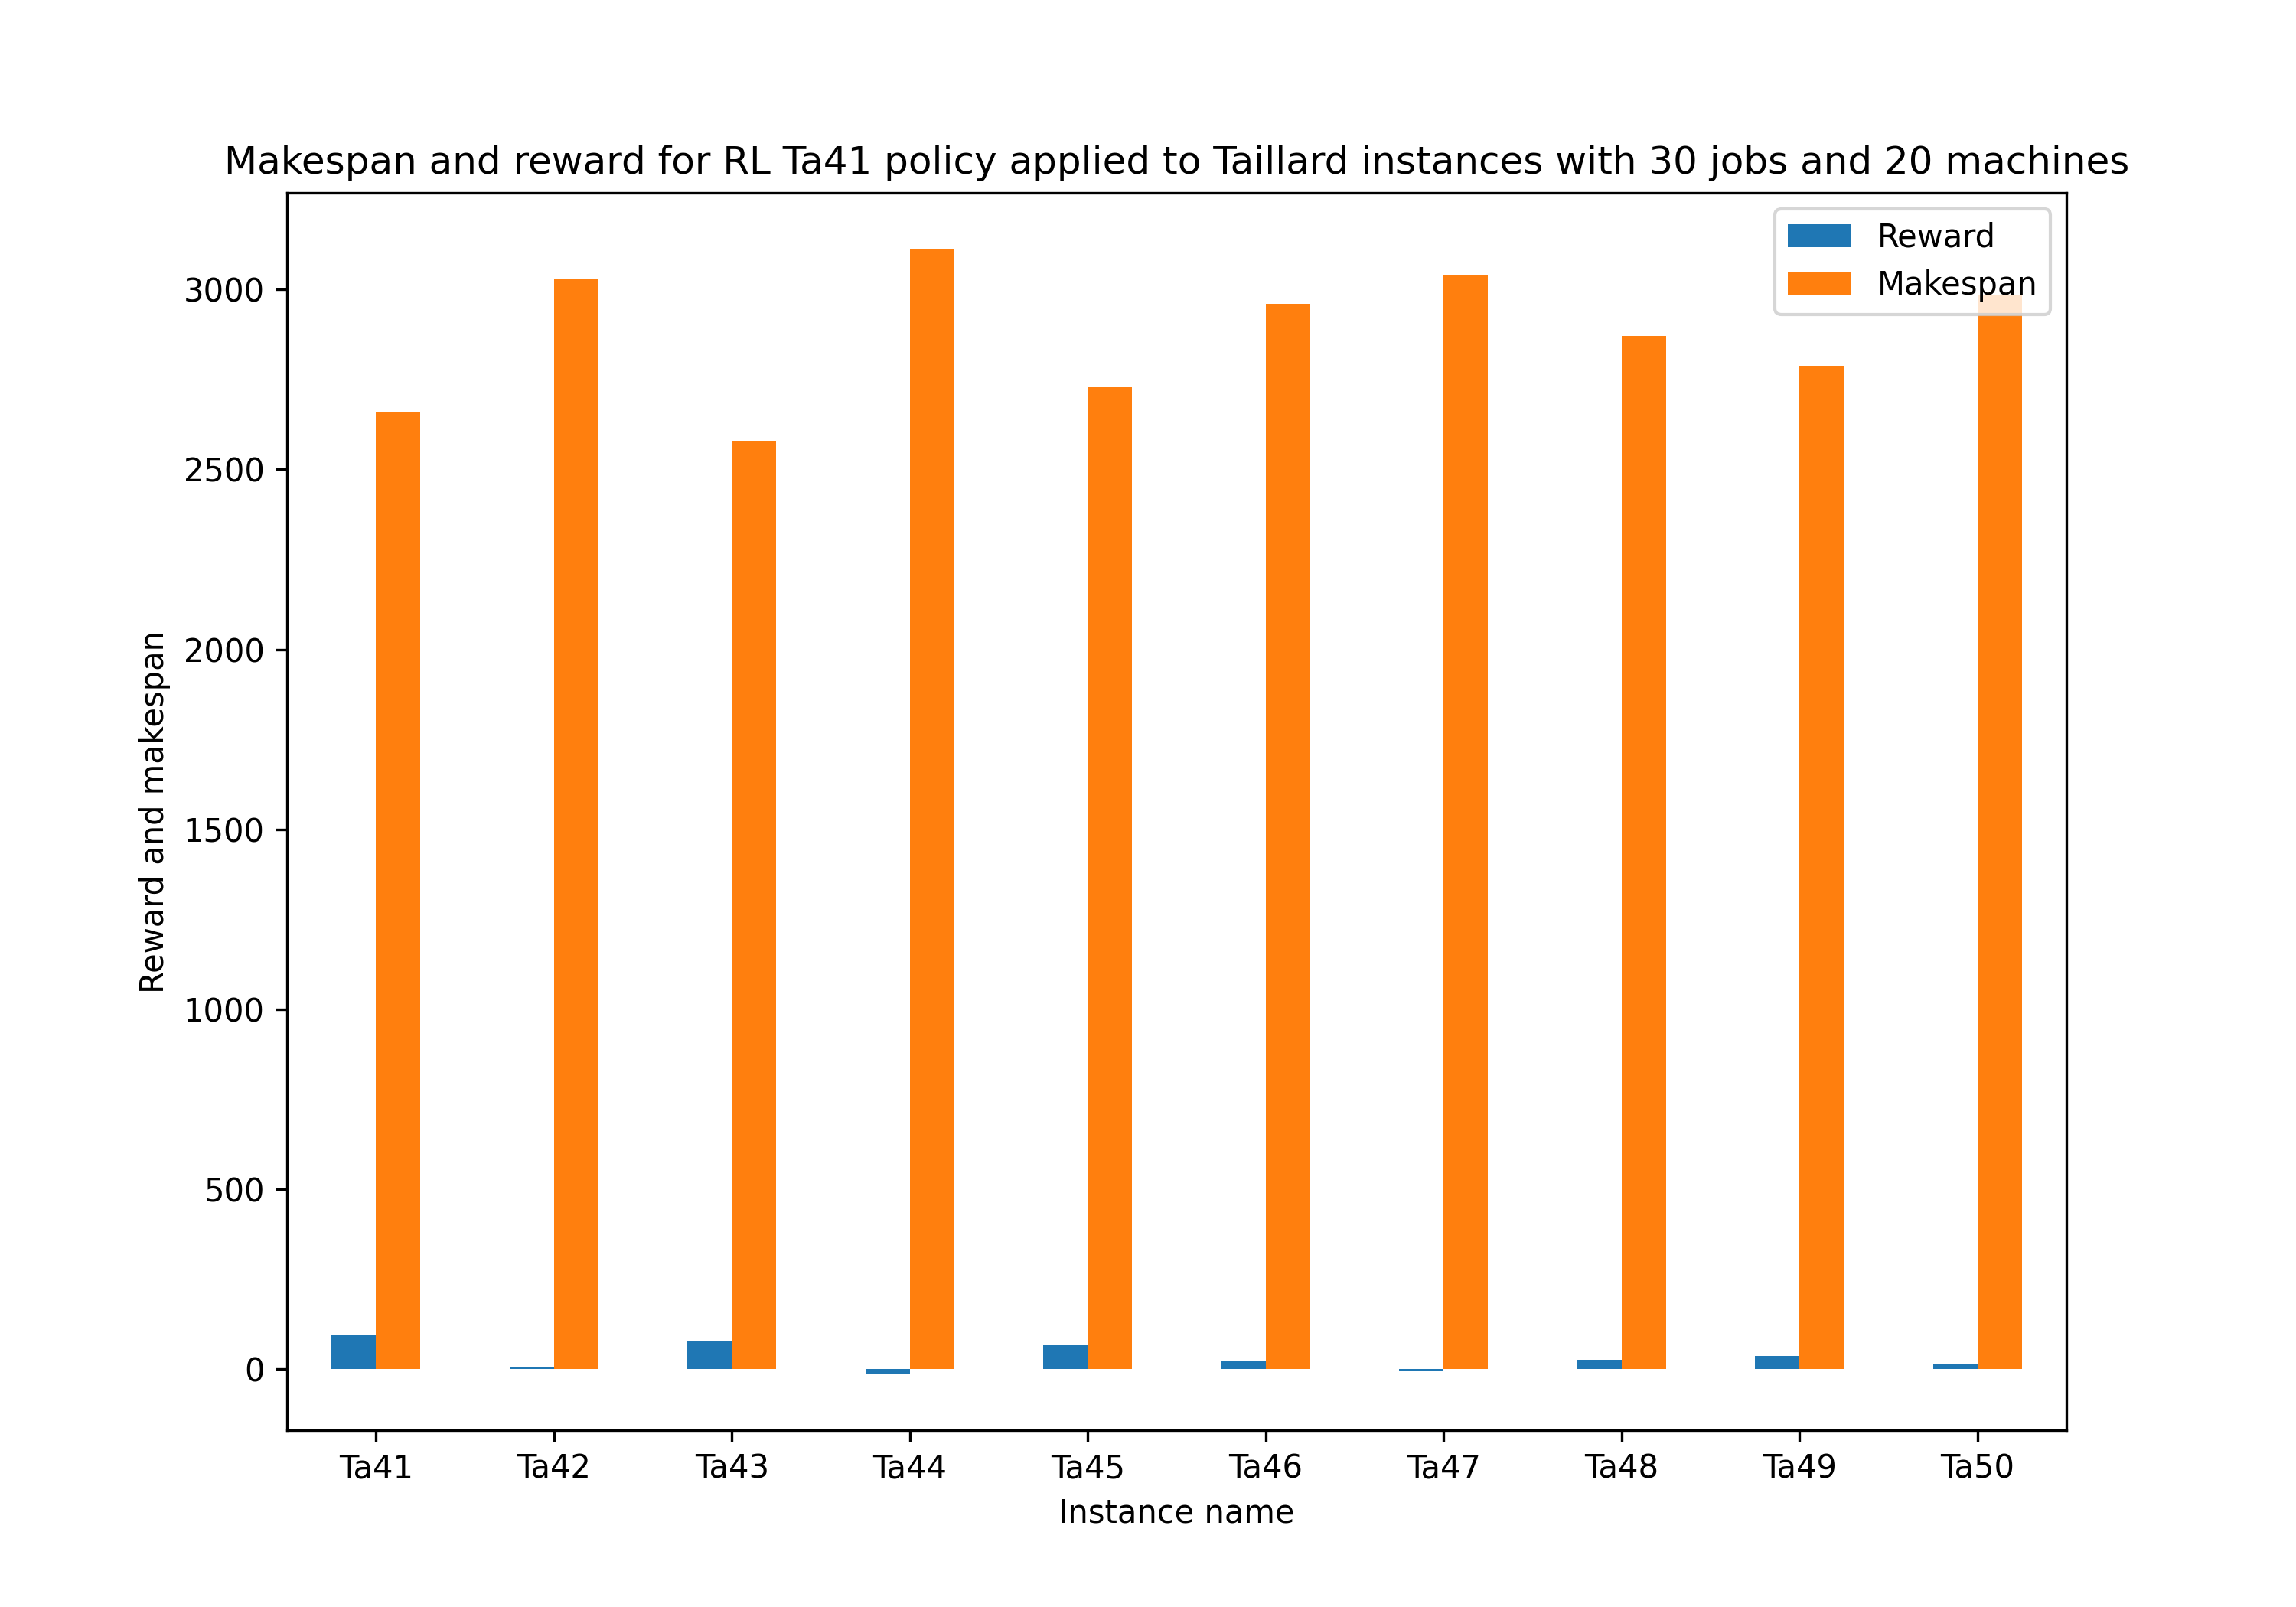 Makespan and reward for RL Ta41 policy applied to Taillard instances with 30 jobs and 20 machines
Reward
Makespan
3000
2500
2000
1500
1000
500
0
Reward and makespan
Ta41 Ta42 Ta43 Ta44 Ta45 Ta46 Ta47 Ta48 Ta49 Ta50
Instance name